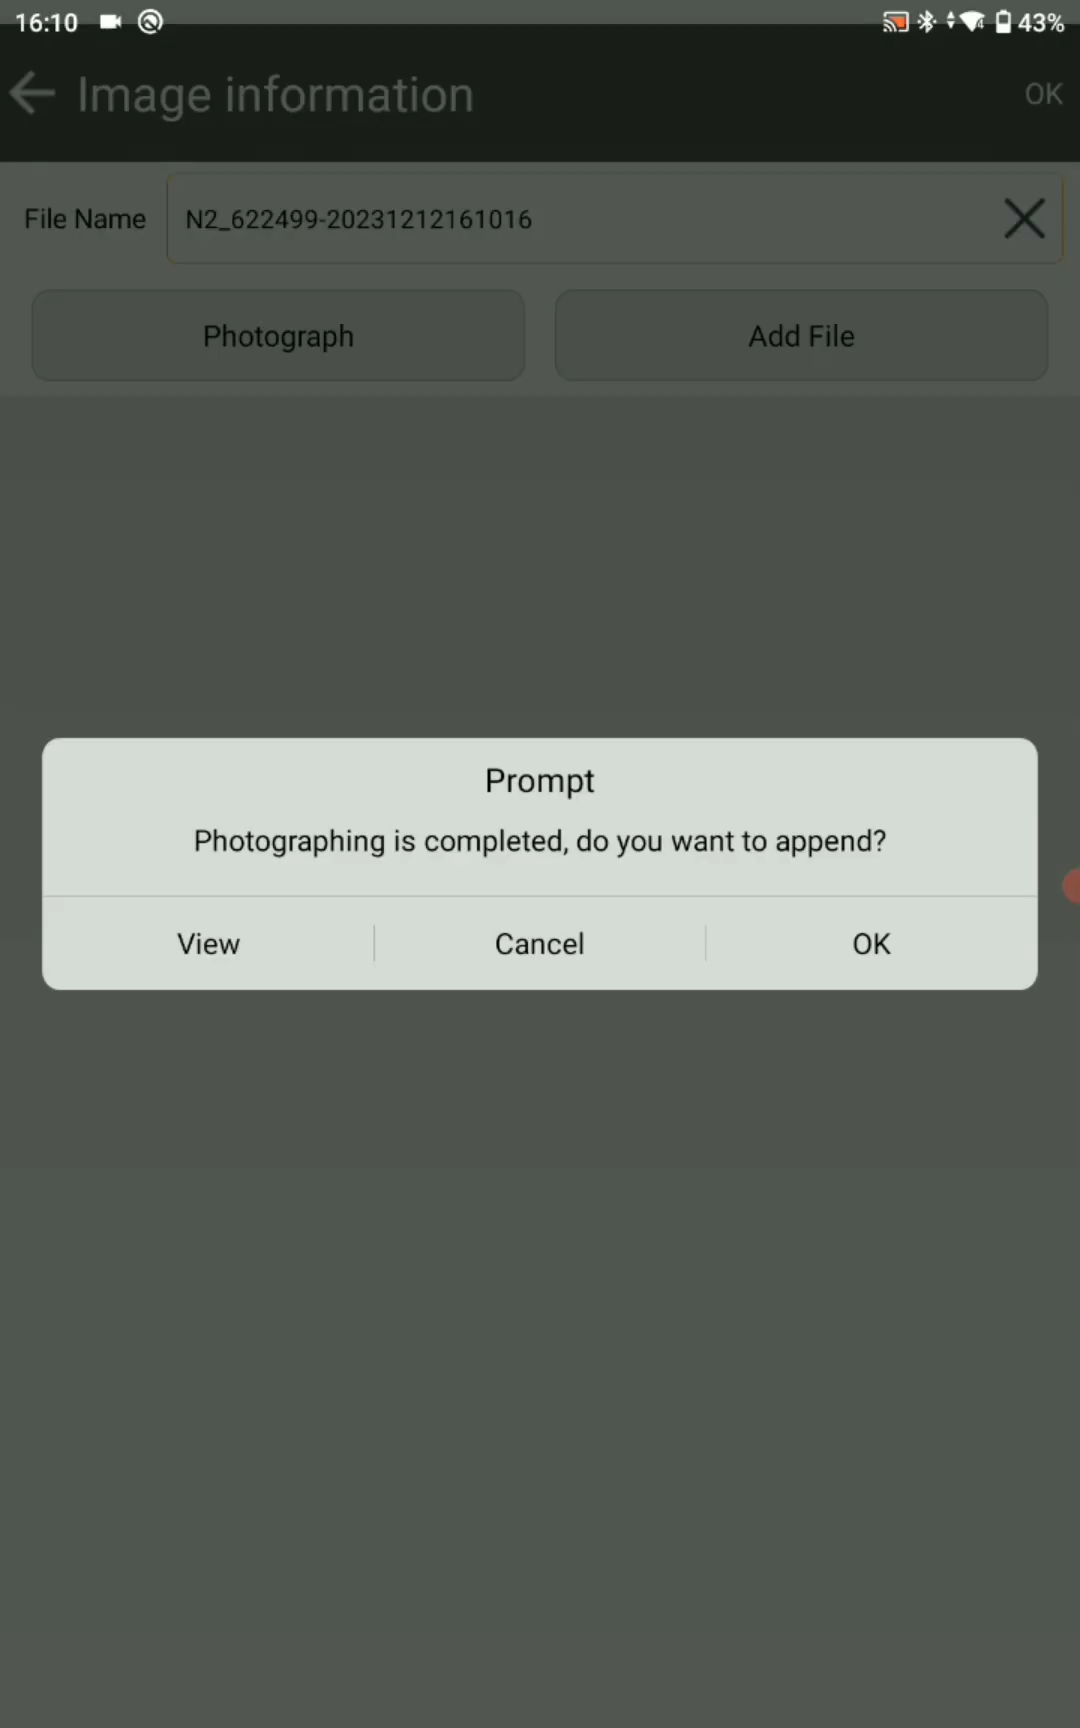 16:10
43%
Image information
OK
File Name
N2_622499-20231212161016
Photograph
Add File
Prompt
Photographing is completed, do you want to append?
View
Cancel
OK